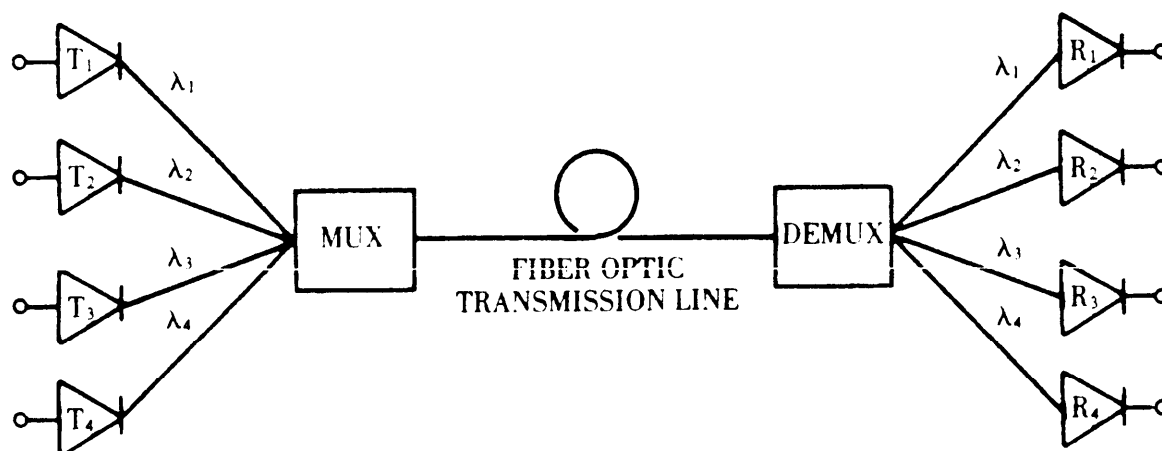 T1
λ1
T2
λ2
T3
λ3
T4
λ4
MUX
FIBER OPTIC
TRANSMISSION LINE
DEMUX
λ1
R1
λ2
R2
λ3
R3
λ4
R4